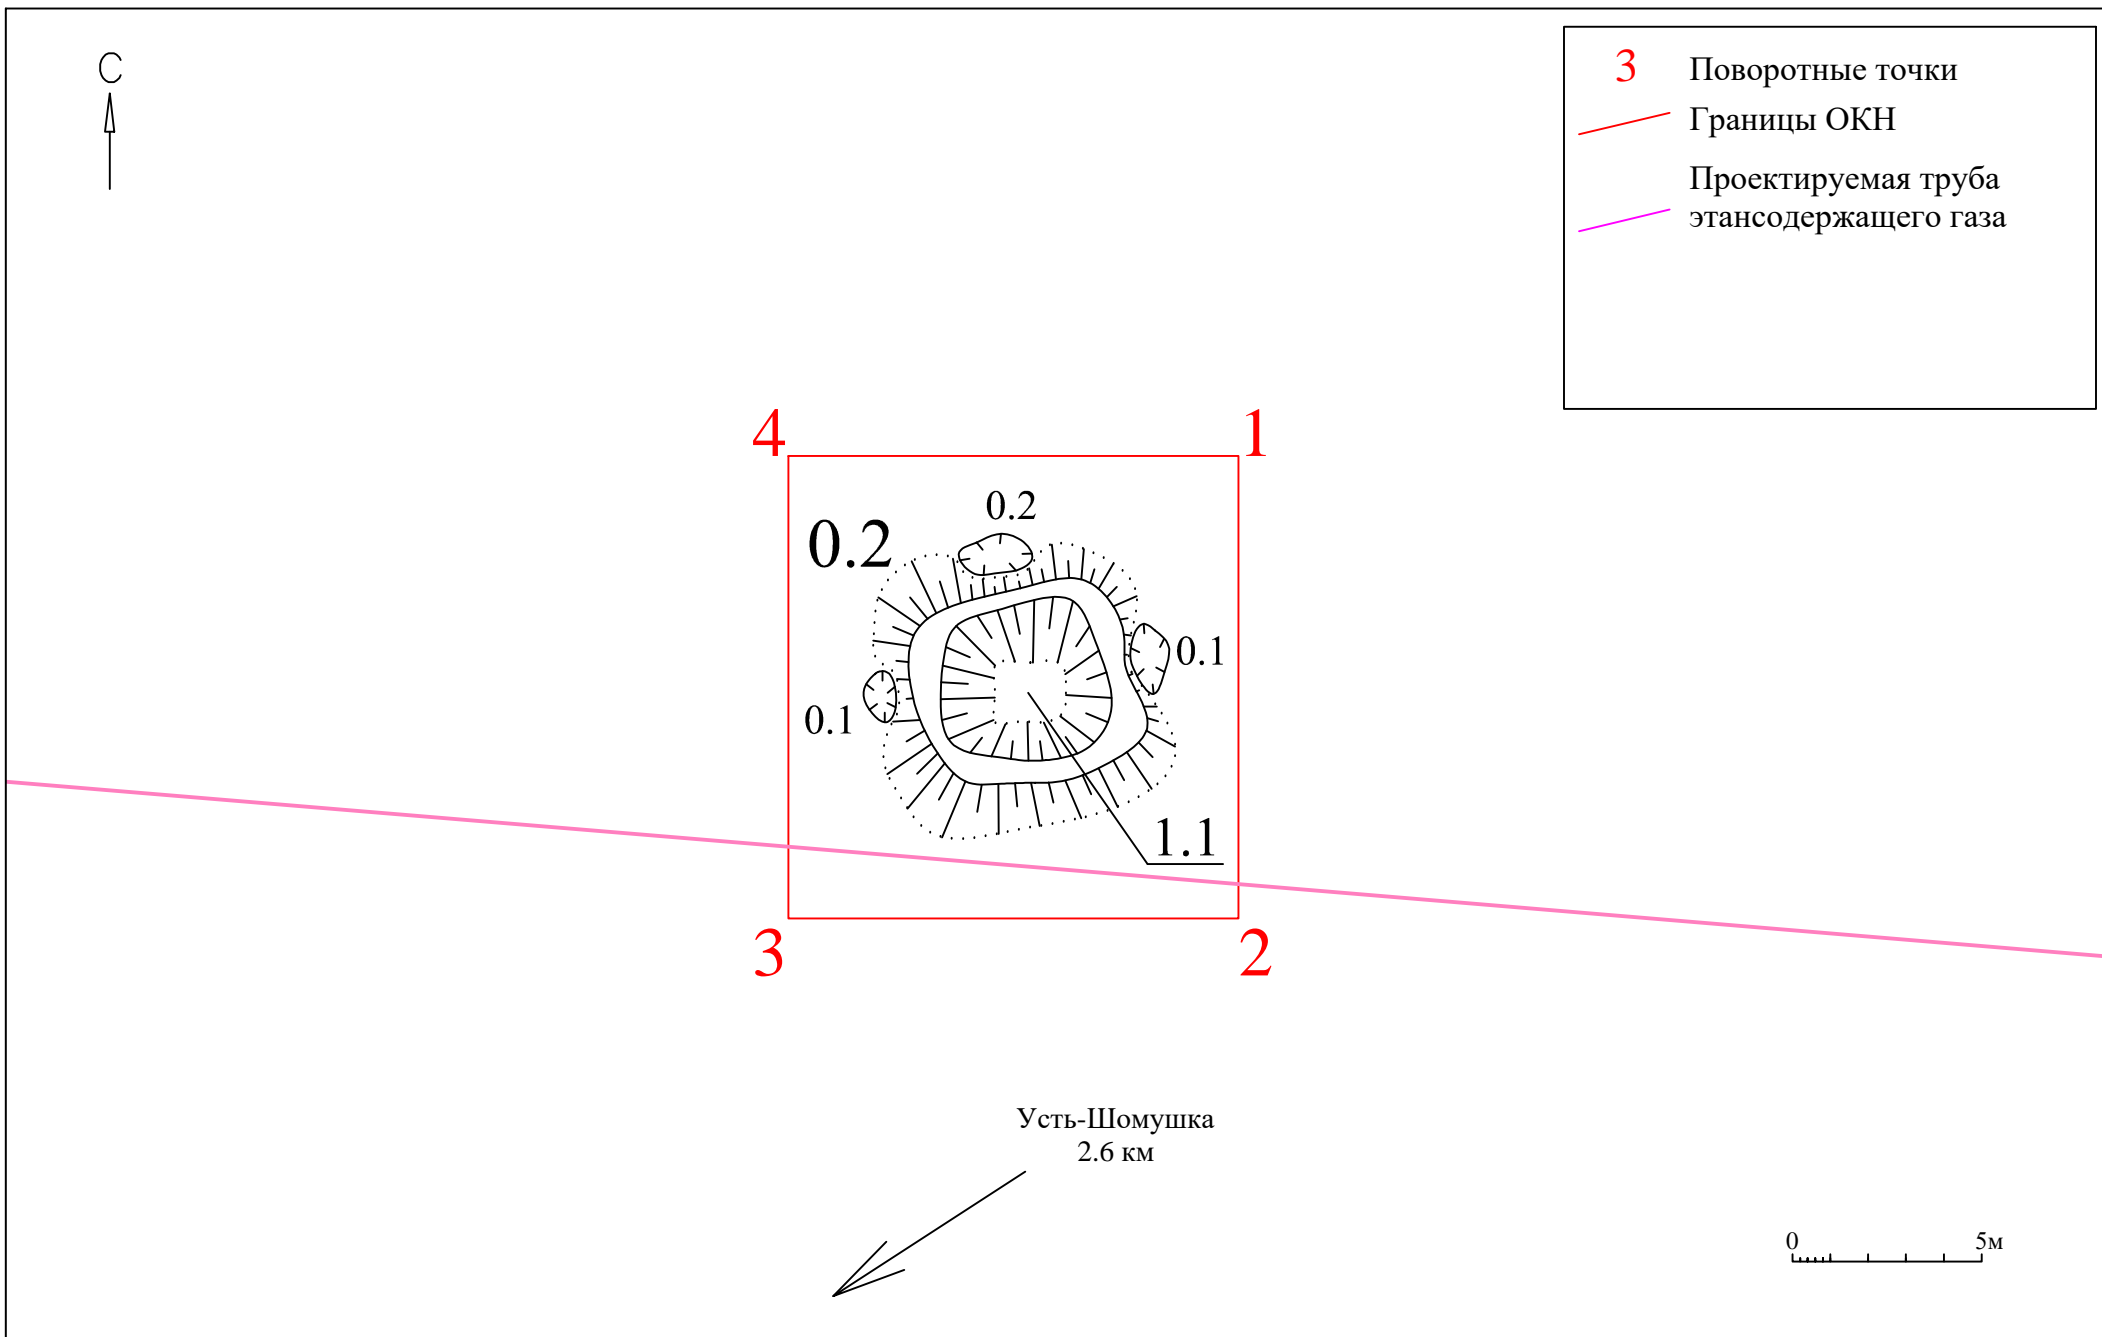 С
3 Поворотные точки
Границы ОКН
Проектируемая труба
этансодержащего газа
4
1
0.2
0.2
0.1
0.1
1.1
3
2
Усть-Шомушка
2.6 км
0 5м